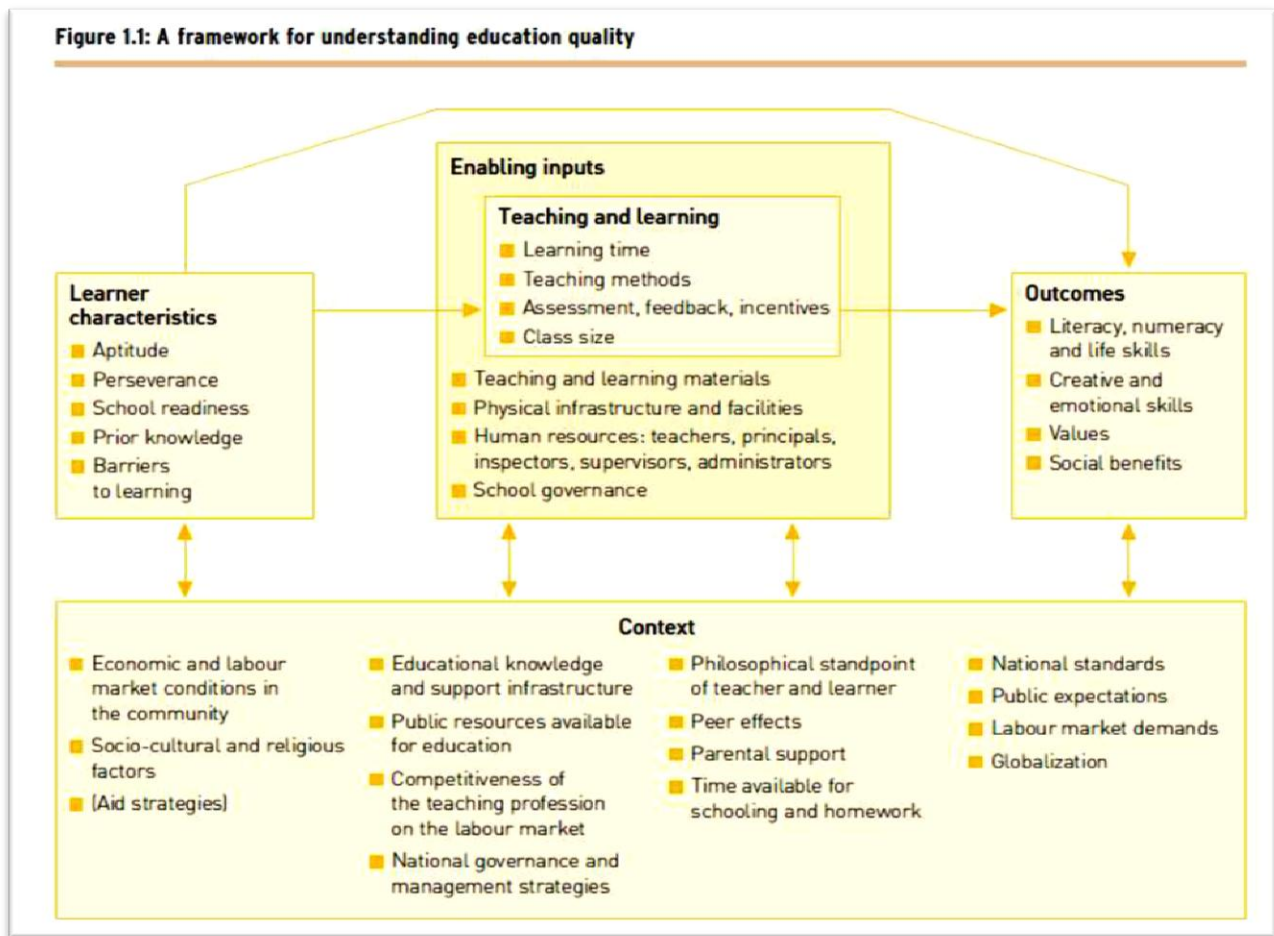 Figure 1.1: A framework for understanding education quality
Enabling inputs
Teaching and learning
Learning time
Teaching methods
Assessment, feedback, incentives
Class size
Teaching and learning materials
Physical infrastructure and facilities
Human resources: teachers, principals,
inspectors, supervisors, administrators
School governance
Learner
characteristics
Aptitude
Perseverance
School readiness
Prior knowledge
Barriers
to learning
Outcomes
Literacy, numeracy
and life skills
Creative and
emotional skills
Values
Social benefits
Context
Economic and labour
market conditions in
the community
Socio-cultural and religious
factors
(Aid strategies)
Educational knowledge
and support infrastructure
Public resources available
for education
Competitiveness of
the teaching profession
on the labour market
National governance and
management strategies
Philosophical standpoint
of teacher and learner
Peer effects
Parental support
Time available for
schooling and homework
National standards
Public expectations
Labour market demands
Globalization